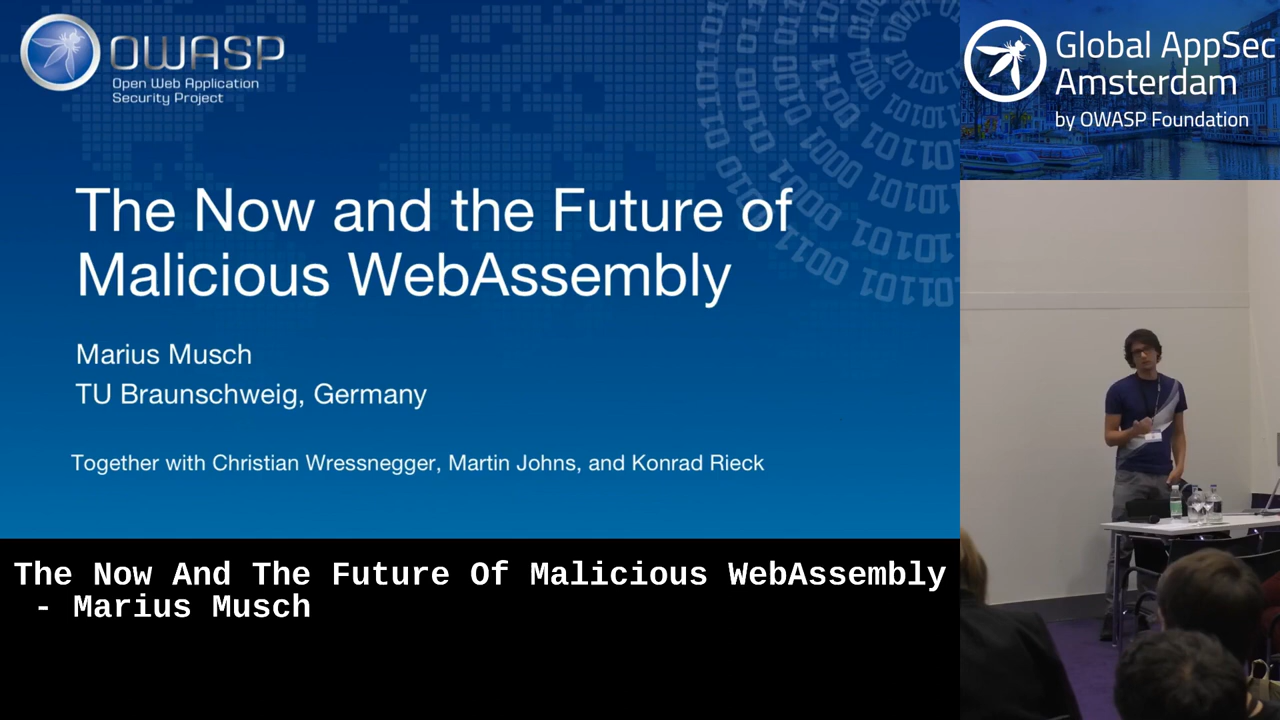 OWASP
Open Web Application
Security Project
The Now and the Future of
Malicious WebAssembly
Marius Musch
TU Braunschweig, Germany
Together with Christian Wressnegger, Martin Johns, and Konrad Rieck
The Now And The Future Of Malicious WebAssembly
- Marius Musch
Global AppSec
Amsterdam
by OWASP Foundation